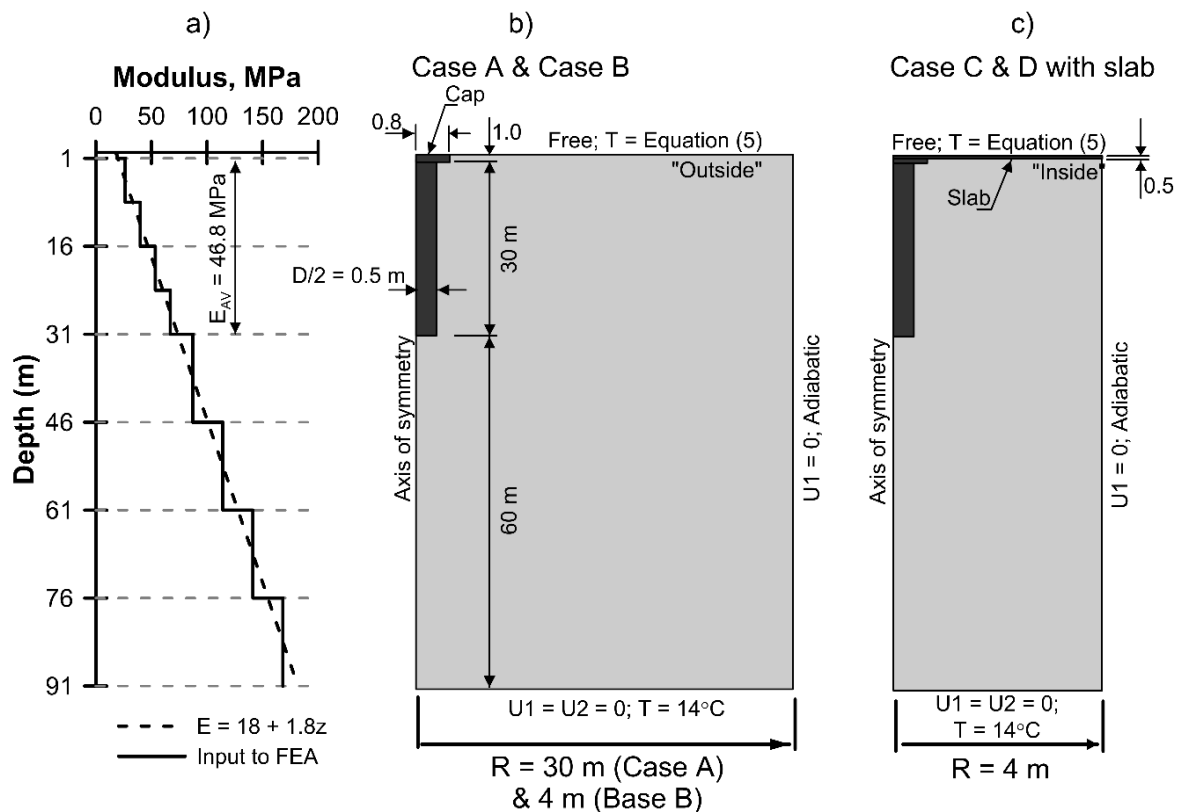 a)
Modulus, MPa
0 50 100 150 200
1
16
31
46
61
76
91
Depth (m)
E_AV = 46.8 MPa
E = 18 + 1.8z
Input to FEA
b)
Case A & Case B
Cap
0.8
1.0
Free; T = Equation (5)
"Outside"
30 m
D/2 = 0.5 m
Axis of symmetry
60 m
U1 = 0; Adiabatic
U1 = U2 = 0; T = 14°C
R = 30 m (Case A)
& 4 m (Base B)
c)
Case C & D with slab
Free; T = Equation (5)
"Inside"
0.5
Slab
Axis of symmetry
U1 = 0; Adiabatic
U1 = U2 = 0;
T = 14°C
R = 4 m